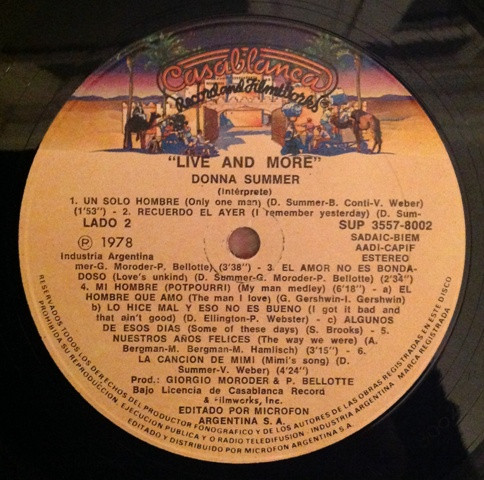 Casablanca
Record and FilmWorks
"LIVE AND MORE"
DONNA SUMMER
(Intérprete)
1. UN SOLO HOMBRE (Only one man) (D. Summer-B. Conti-V. Weber)
(1'53") - 2. RECUERDO EL AYER (I remember yesterday) (D. Sum-
LADO 2
SUP 3557-8002
Ⓟ 1978
SADAIC-BIEM
AADI-CAPIF
ESTEREO
Industria Argentina
mer-G. Moroder-P. Bellotte) (3'38") - 3. EL AMOR NO ES BONDA-
DOSO (Love's unkind) (D. Summer-G. Moroder-P. Bellotte) (2'34")
4. MI HOMBRE (POTPOURRI) (My man medley) (6'18") - a) EL
HOMBRE QUE AMO (The man I love) (G. Gershwin-I. Gershwin)
b) LO HICE MAL Y ESO NO ES BUENO (I got it bad and
that ain't good) (D. Ellington-P. Webster) - c) ALGUNOS
DE ESOS DIAS (Some of these days) (S. Brooks) - 5.
NUESTROS AÑOS FELICES (The way we were) (A.
Bergman-M. Bergman-M. Hamlisch) (3'15") - 6.
LA CANCION DE MIMI (Mimi's song) (D.
Summer-V. Weber) (4'24")
Prod.: GIORGIO MORODER & P. BELLOTTE
Bajo Licencia de Casablanca Record
& Filmworks, Inc.
EDITADO POR MICROFON
ARGENTINA S. A.
RESERVADOS TODOS LOS DERECHOS DEL PRODUCTOR FONOGRAFICO Y DE LOS AUTORES DE LAS OBRAS REGISTRADAS EN ESTE DISCO
PROHIBIDA SU REPRODUCCION, EJECUCION PUBLICA Y O RADIO TELEDIFUSION - INDUSTRIA ARGENTINA - MARCA REGISTRADA
EDITADO Y DISTRIBUIDO POR MICROFON ARGENTINA S.A.